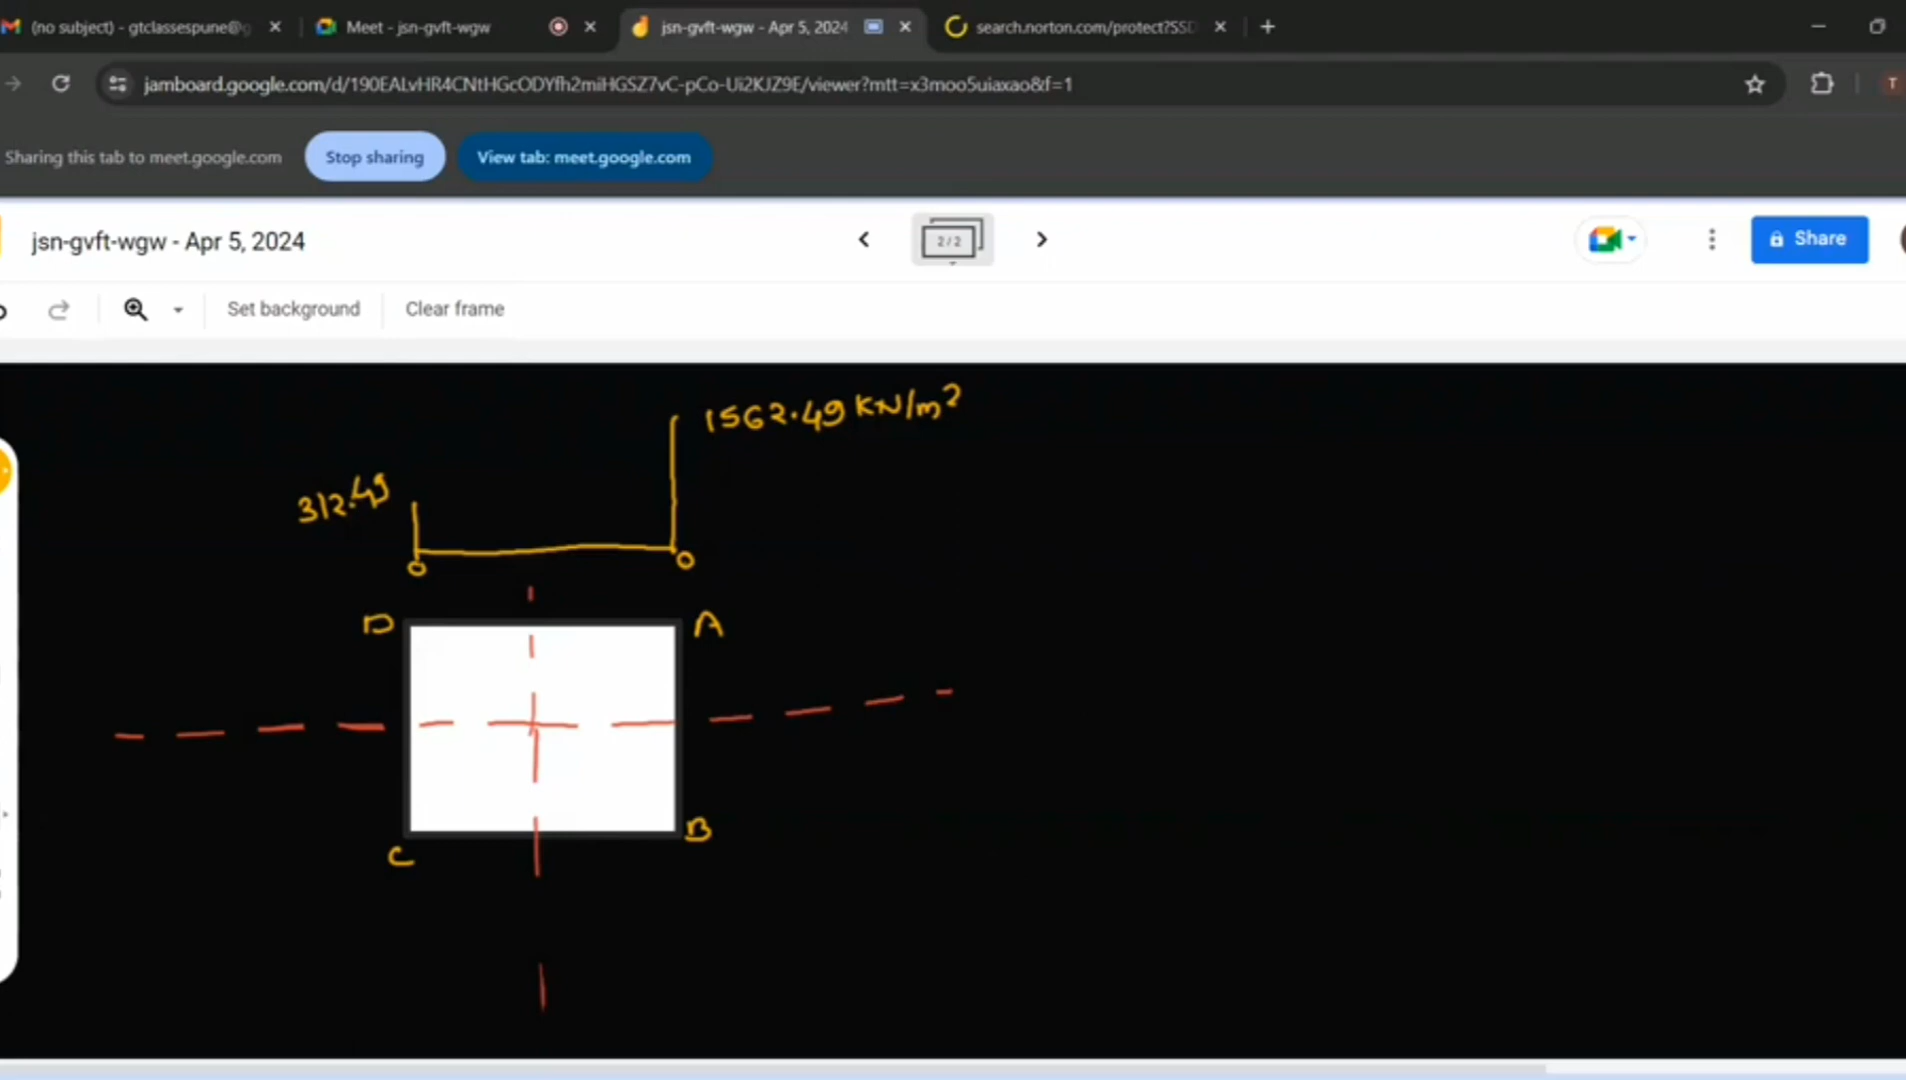 (no subject) - gtclassespune@g
Meet - jsn-gvft-wgw
jsn-gvft-wgw - Apr 5, 2024
search.norton.com/protect?SSD
jamboard.google.com/d/190EALvHR4CNtHGcODYfh2miHGSZ7vC-pCo-Ui2KJZ9E/viewer?mtt=x3moo5uiaxao&f=1
T
Sharing this tab to meet.google.com
Stop sharing
View tab: meet.google.com
jsn-gvft-wgw - Apr 5, 2024
2 / 2
Share
Set background
Clear frame
1562.49 KN/m2
312.49
D
A
C
B